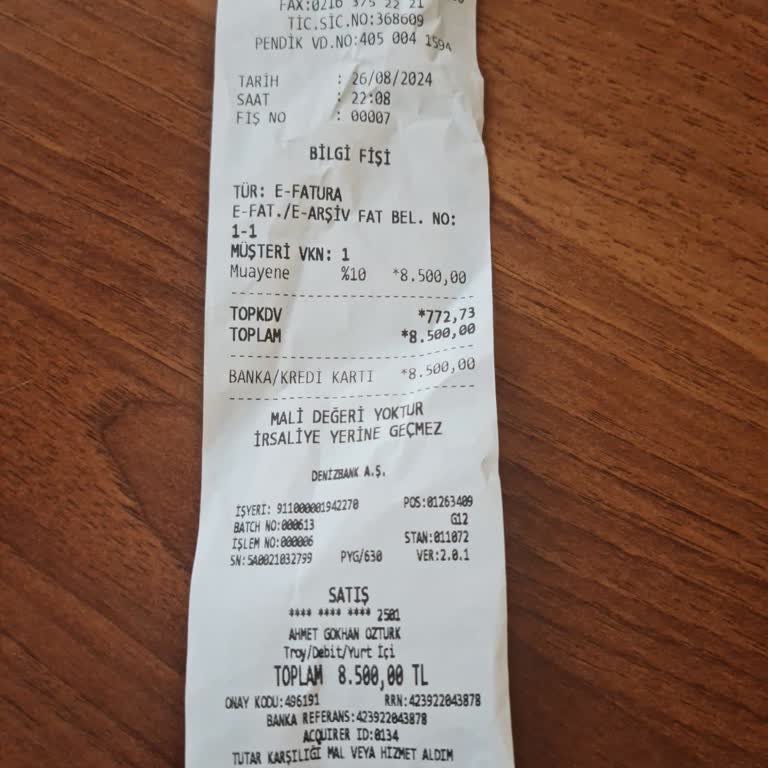 FAX:0216 375 22 21
TİC.SİC.NO:368609
PENDİK VD.NO:405 004 1594
TARİH : 26/08/2024
SAAT : 22:08
FİŞ NO : 00007
BİLGİ FİŞİ
TÜR: E-FATURA
E-FAT./E-ARŞİV FAT BEL. NO:
1-1
MÜŞTERİ VKN: 1
Muayene %10 *8.500,00
TOPKDV *772,73
TOPLAM *8.500,00
BANKA/KREDİ KARTI *8.500,00
MALİ DEĞERİ YOKTUR
İRSALİYE YERİNE GEÇMEZ
DENİZBANK A.Ş.
İŞYERİ: 911000001942270 POS:01263409
BATCH NO:000613 G12
İŞLEM NO:000006 STAN:011072
SN:5A0021032799 PYG/630 VER:2.0.1
SATIŞ
**** **** **** 2501
AHMET GOKHAN OZTURK
Troy/Debit/Yurt İçi
TOPLAM 8.500,00 TL
ONAY KODU:496191 RRN:423922043878
BANKA REFERANS:423922043878
ACQUIRER ID:0134
TUTAR KARŞILIĞI MAL VEYA HİZMET ALDIM